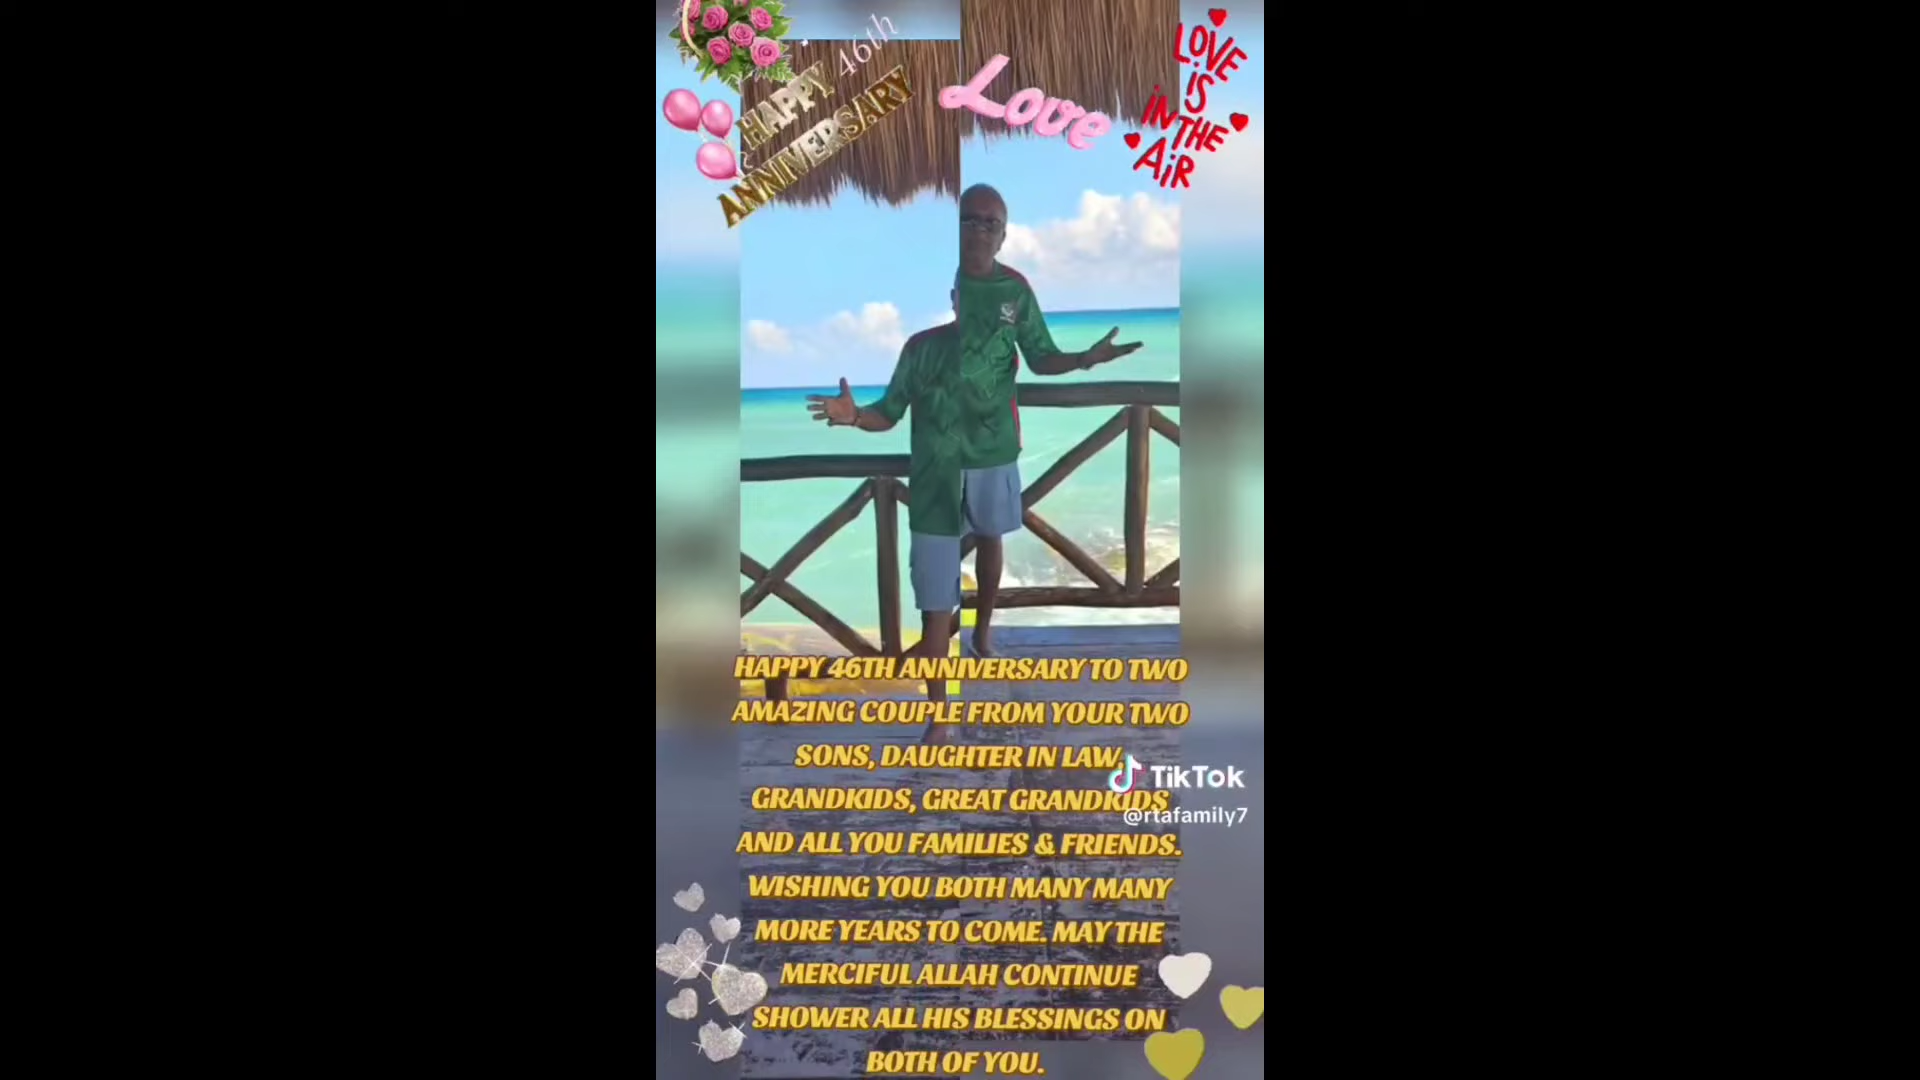 HAPPY 46th
ANNIVERSARY
Love
LOVE
iS
iN THE
AiR
HAPPY 46TH ANNIVERSARY TO TWO
AMAZING COUPLE FROM YOUR TWO
SONS, DAUGHTER IN LAW,
GRANDKIDS, GREAT GRANDKIDS
AND ALL YOU FAMILIES & FRIENDS.
WISHING YOU BOTH MANY MANY
MORE YEARS TO COME. MAY THE
MERCIFUL ALLAH CONTINUE
SHOWER ALL HIS BLESSINGS ON
BOTH OF YOU.
TikTok
@rtafamily7